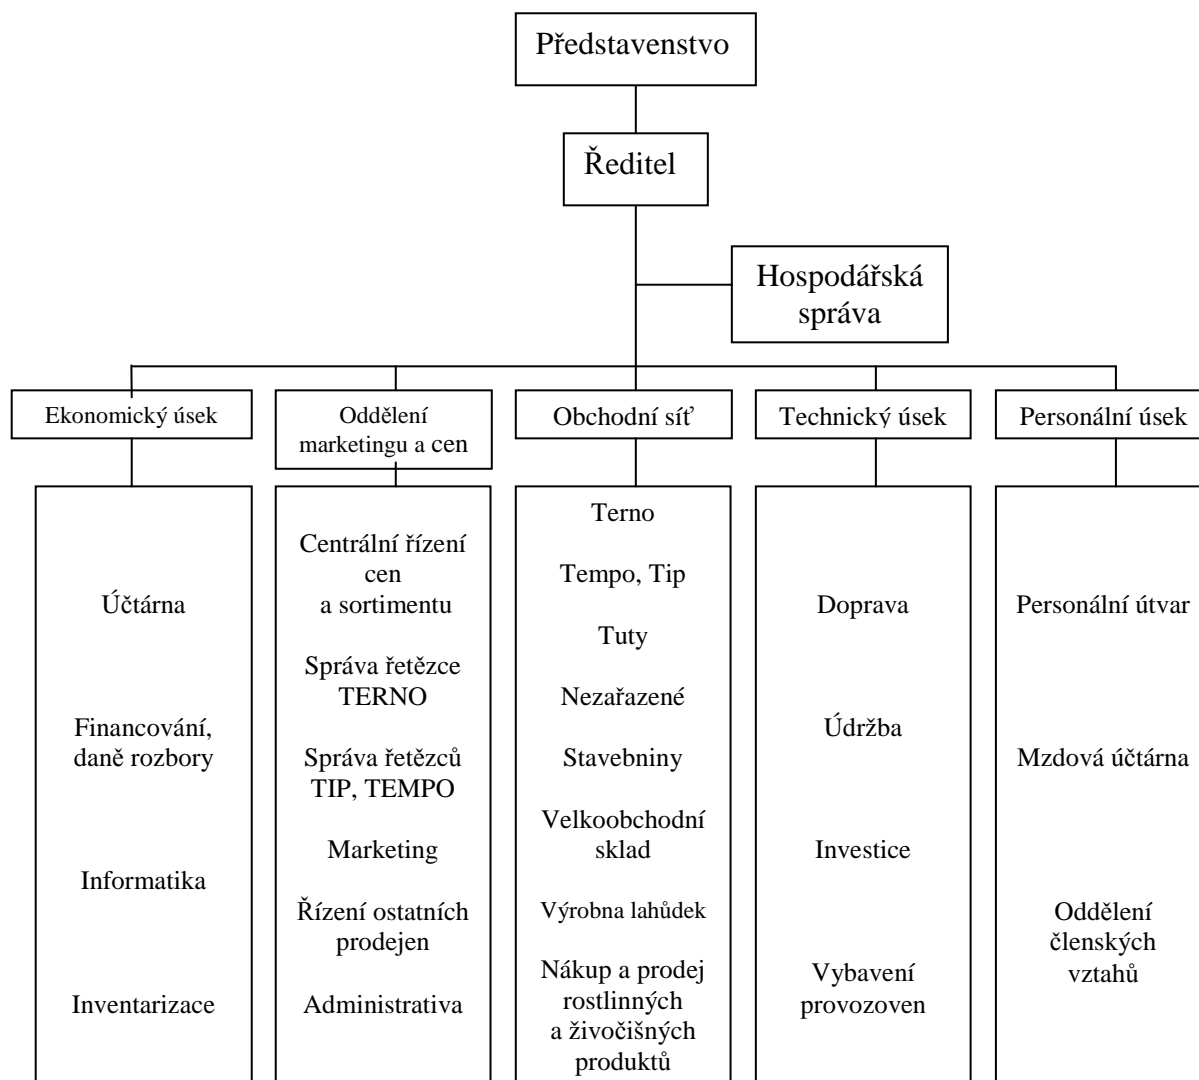 Představenstvo
Ředitel
Hospodářská
správa
Ekonomický úsek
Oddělení
marketingu a cen
Obchodní síť
Technický úsek
Personální úsek
Účtárna
Financování,
daně rozbory
Informatika
Inventarizace
Centrální řízení
cen
a sortimentu
Správa řetězce
TERNO
Správa řetězců
TIP, TEMPO
Marketing
Řízení ostatních
prodejen
Administrativa
Terno
Tempo, Tip
Tuty
Nezařazené
Stavebniny
Velkoobchodní
sklad
Výrobna lahůdek
Nákup a prodej
rostlinných
a živočišných
produktů
Doprava
Údržba
Investice
Vybavení
provozoven
Personální útvar
Mzdová účtárna
Oddělení
členských
vztahů